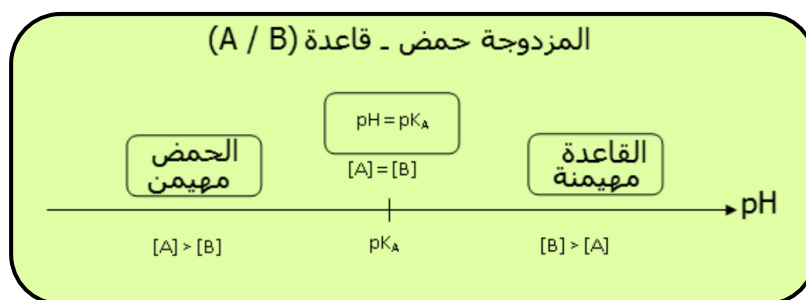 المزدوجة حمض ـ قاعدة (A / B)
pH = pKA
الحمض
مهيمن
القاعدة
مهيمنة
[A] = [B]
pH
[A] > [B]
pKA
[B] > [A]